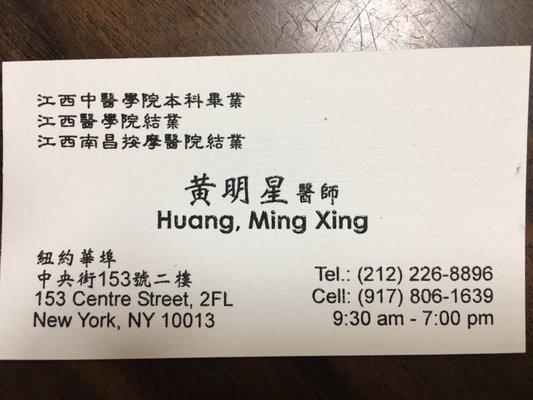 江西中醫學院本科畢業
江西醫學院結業
江西南昌按摩醫院結業
黃明星醫師
Huang, Ming Xing
紐約華埠
中央街153號二樓
153 Centre Street, 2FL
New York, NY 10013
Tel.: (212) 226-8896
Cell: (917) 806-1639
9:30 am - 7:00 pm